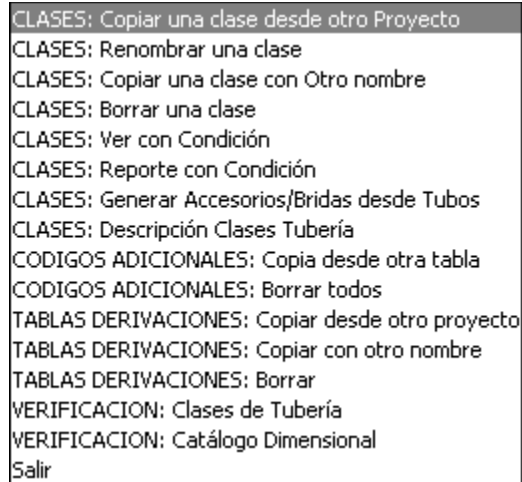 CLASES: Copiar una clase desde otro Proyecto
CLASES: Renombrar una clase
CLASES: Copiar una clase con Otro nombre
CLASES: Borrar una clase
CLASES: Ver con Condición
CLASES: Reporte con Condición
CLASES: Generar Accesorios/Bridas desde Tubos
CLASES: Descripción Clases Tubería
CODIGOS ADICIONALES: Copia desde otra tabla
CODIGOS ADICIONALES: Borrar todos
TABLAS DERIVACIONES: Copiar desde otro proyecto
TABLAS DERIVACIONES: Copiar con otro nombre
TABLAS DERIVACIONES: Borrar
VERIFICACION: Clases de Tubería
VERIFICACION: Catálogo Dimensional
Salir